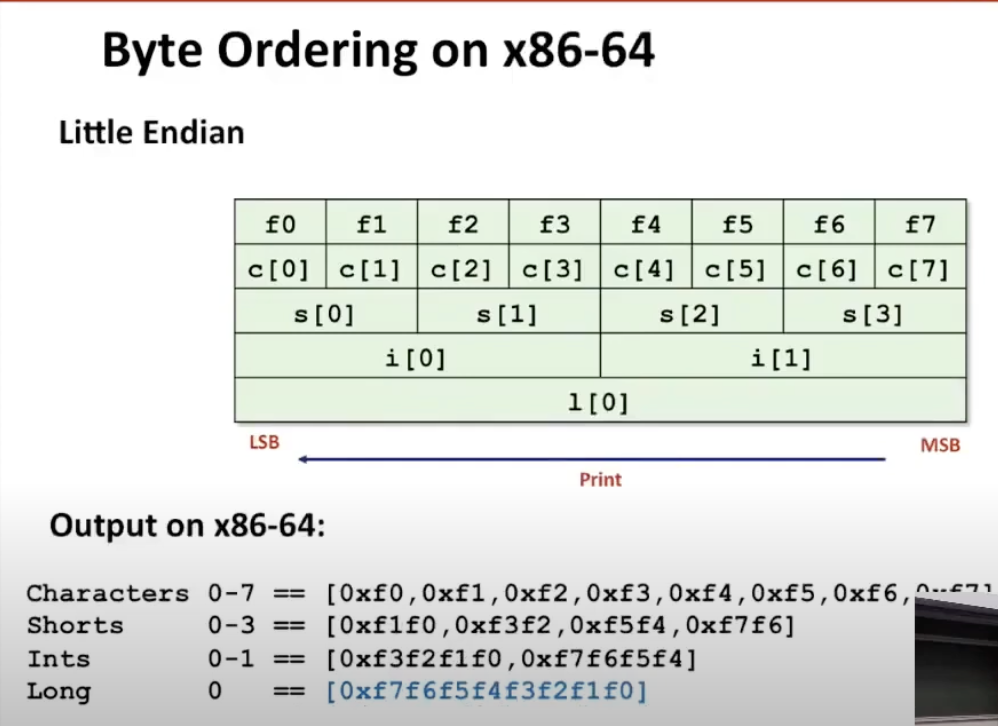 Byte Ordering on x86-64
Little Endian
f0 f1 f2 f3 f4 f5 f6 f7
c[0] c[1] c[2] c[3] c[4] c[5] c[6] c[7]
s[0] s[1] s[2] s[3]
i[0] i[1]
l[0]
LSB MSB
Print
Output on x86-64:
Characters 0-7 == [0xf0,0xf1,0xf2,0xf3,0xf4,0xf5,0xf6,0xf7]
Shorts 0-3 == [0xf1f0,0xf3f2,0xf5f4,0xf7f6]
Ints 0-1 == [0xf3f2f1f0,0xf7f6f5f4]
Long 0 == [0xf7f6f5f4f3f2f1f0]